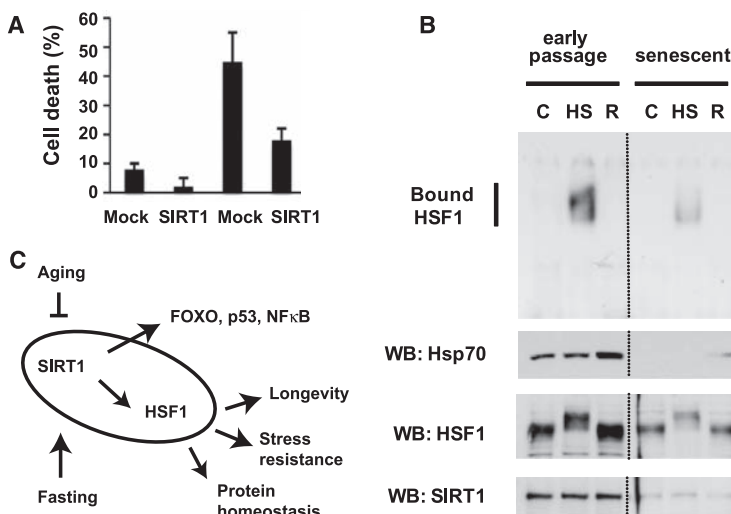 A
Cell death (%)
60
50
40
30
20
10
0
Mock SIRT1 Mock SIRT1
B
early
passage
senescent
C HS R C HS R
Bound
HSF1
WB: Hsp70
WB: HSF1
WB: SIRT1
C
Aging
FOXO, p53, NFκB
SIRT1
HSF1
Longevity
Stress
resistance
Protein
homeostasis
Fasting